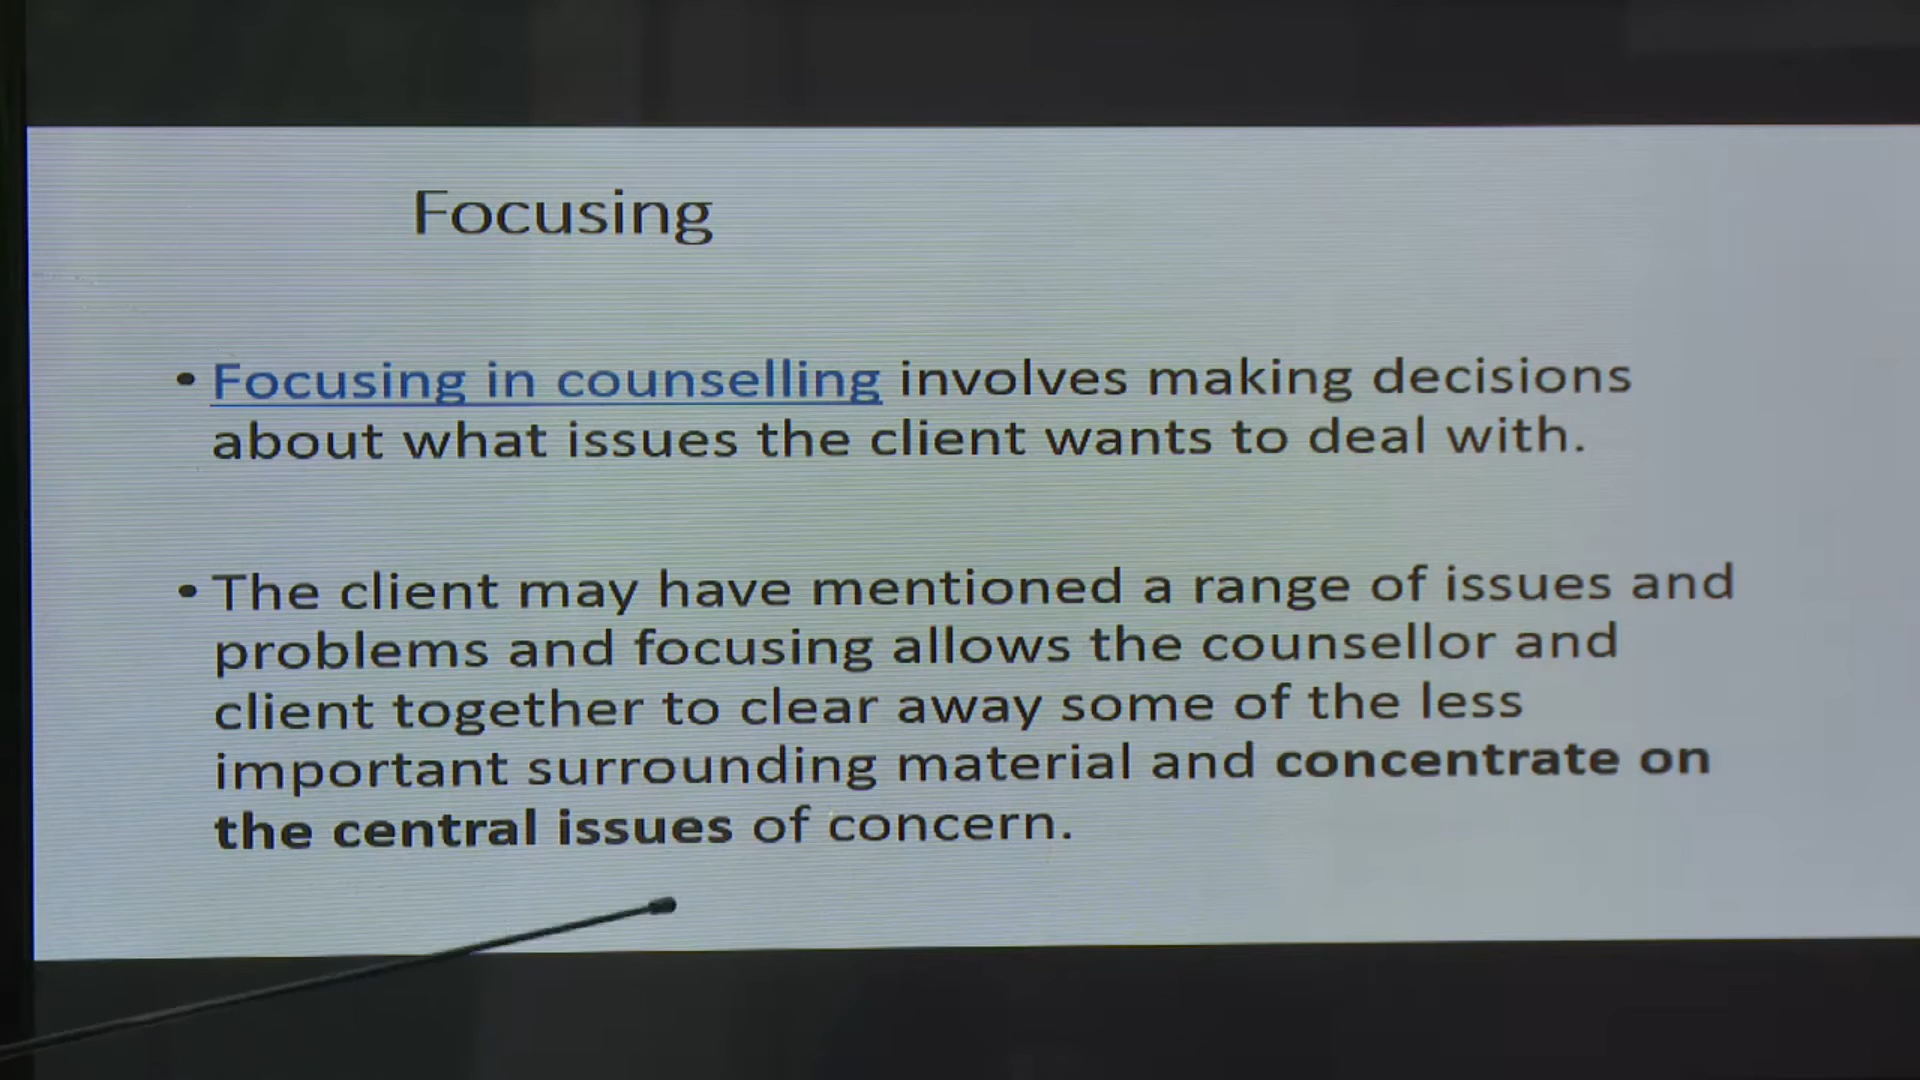 Focusing
• Focusing in counselling involves making decisions
about what issues the client wants to deal with.
• The client may have mentioned a range of issues and
problems and focusing allows the counsellor and
client together to clear away some of the less
important surrounding material and concentrate on
the central issues of concern.